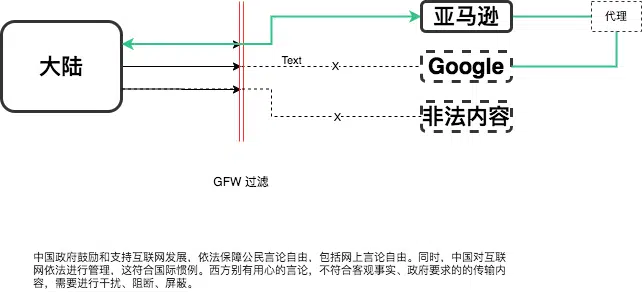 亚马逊
代理
大陆
Text
X
Google
X
非法内容
GFW 过滤
中国政府鼓励和支持互联网发展，依法保障公民言论自由，包括网上言论自由。同时，中国对互联
网依法进行管理，这符合国际惯例。西方别有用心的言论，不符合客观事实、政府要求的的传输内
容，需要进行干扰、阻断、屏蔽。